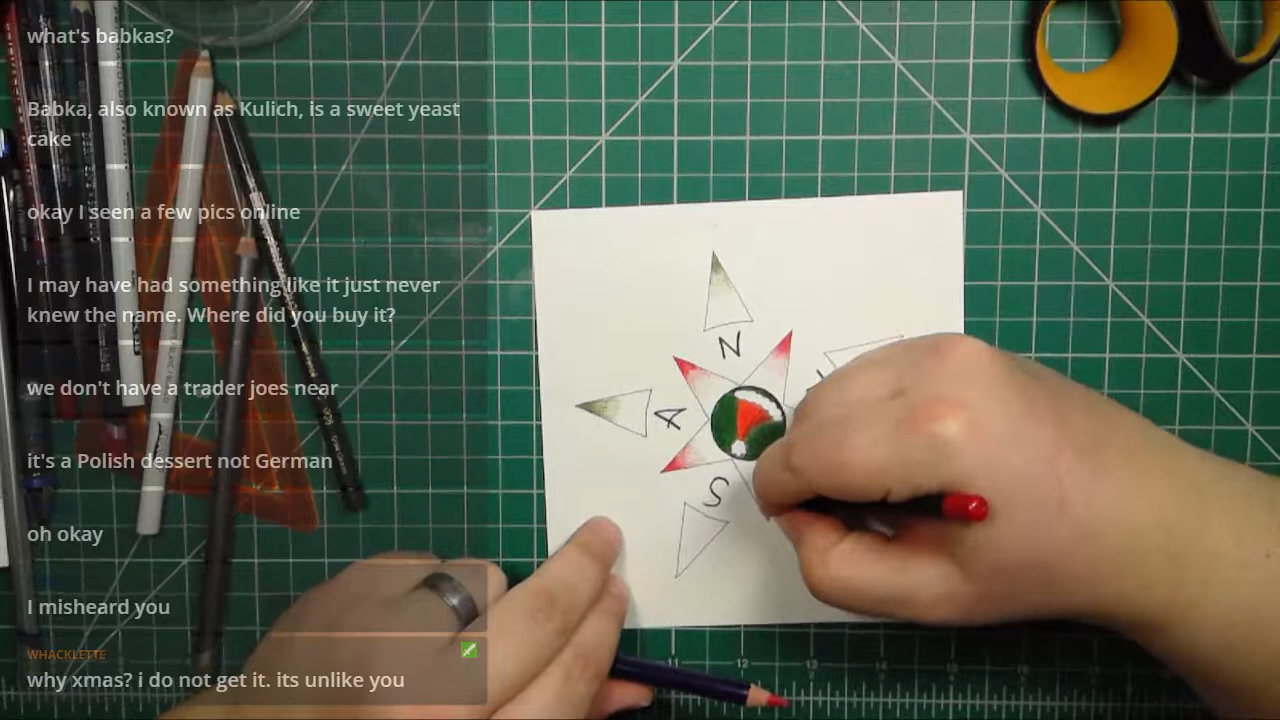 what's babkas?
Babka, also known as Kulich, is a sweet yeast
cake
okay I seen a few pics online
I may have had something like it just never
knew the name. Where did you buy it?
we don't have a trader joes near
it's a Polish dessert not German
oh okay
I misheard you
WHACKLETTE
why xmas? i do not get it. its unlike you
N
A
S
11
12
13